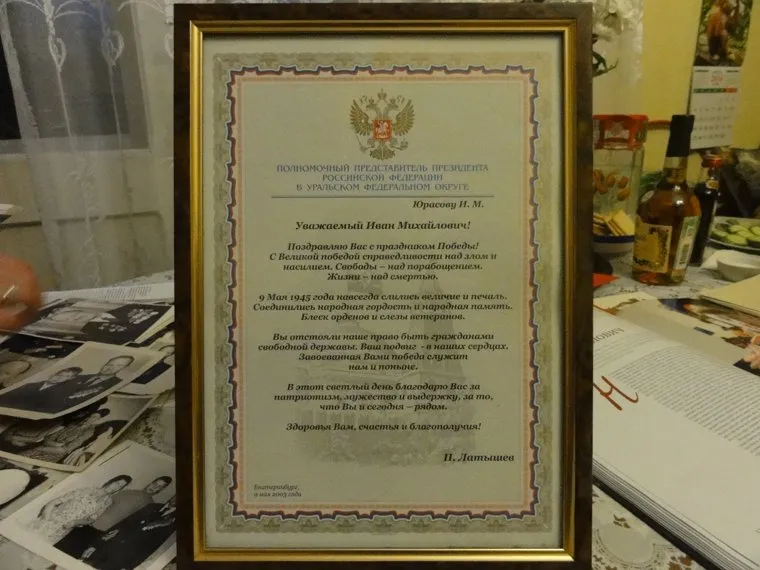 ПОЛНОМОЧНЫЙ ПРЕДСТАВИТЕЛЬ ПРЕЗИДЕНТА
РОССИЙСКОЙ ФЕДЕРАЦИИ
В УРАЛЬСКОМ ФЕДЕРАЛЬНОМ ОКРУГЕ
Юрасову И. М.
Уважаемый Иван Михайлович!
Поздравляю Вас с праздником Победы!
С Великой победой справедливости над злом и
насилием. Свободы – над порабощением.
Жизни – над смертью.
9 Мая 1945 года навсегда слились величие и печаль.
Соединились народная гордость и народная память.
Блеск орденов и слезы ветеранов.
Вы отстояли наше право быть гражданами
свободной державы. Ваш подвиг - в наших сердцах.
Завоеванная Вами победа служит
нам и поныне.
В этот светлый день благодарю Вас за
патриотизм, мужество и выдержку, за то,
что Вы и сегодня – рядом.
Здоровья Вам, счастья и благополучия!
П. Латышев
Екатеринбург,
9 мая 2003 года